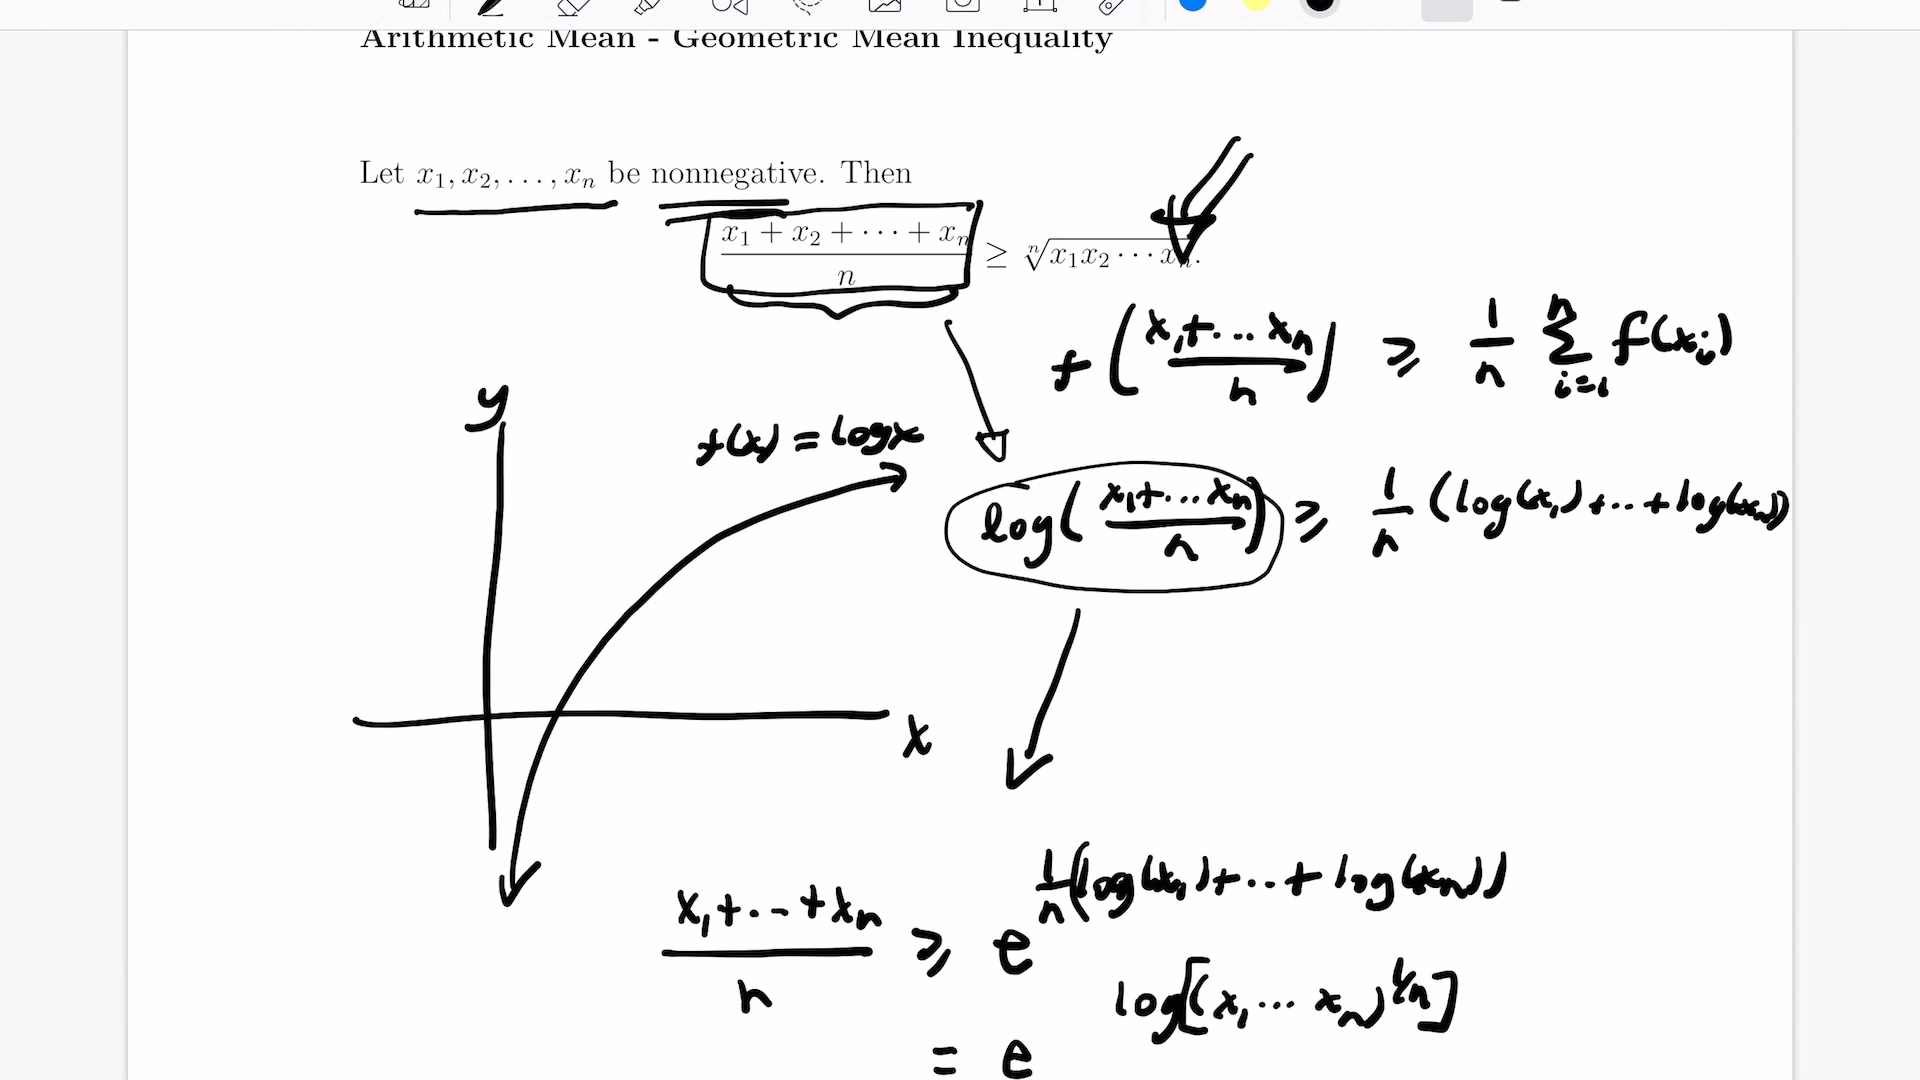 Arithmetic Mean - Geometric Mean Inequality
Let x₁, x₂, . . . , xₙ be nonnegative. Then
(x₁ + x₂ + · · · + xₙ)/n ≥ ⁿ√(x₁x₂ · · · xₙ).
f((x₁+...xₙ)/n) ≥ 1/n ∑ᵢ₌₁ⁿ f(xᵢ)
y
f(x) = log x
log((x₁+...xₙ)/n) ≥ 1/n (log(x₁)+...+log(xₙ))
x
(x₁+...+xₙ)/n ≥ e^(1/n(log(x₁)+...+log(xₙ)))
= e^(log[(x₁... xₙ)^(1/n)])